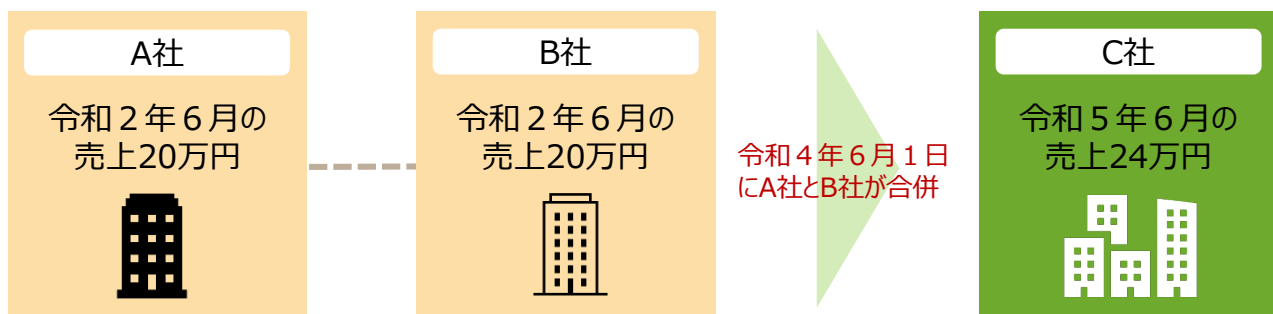 A社
令和２年６月の
売上20万円
B社
令和２年６月の
売上20万円
令和４年６月１日
にA社とB社が合併
C社
令和５年６月の
売上24万円